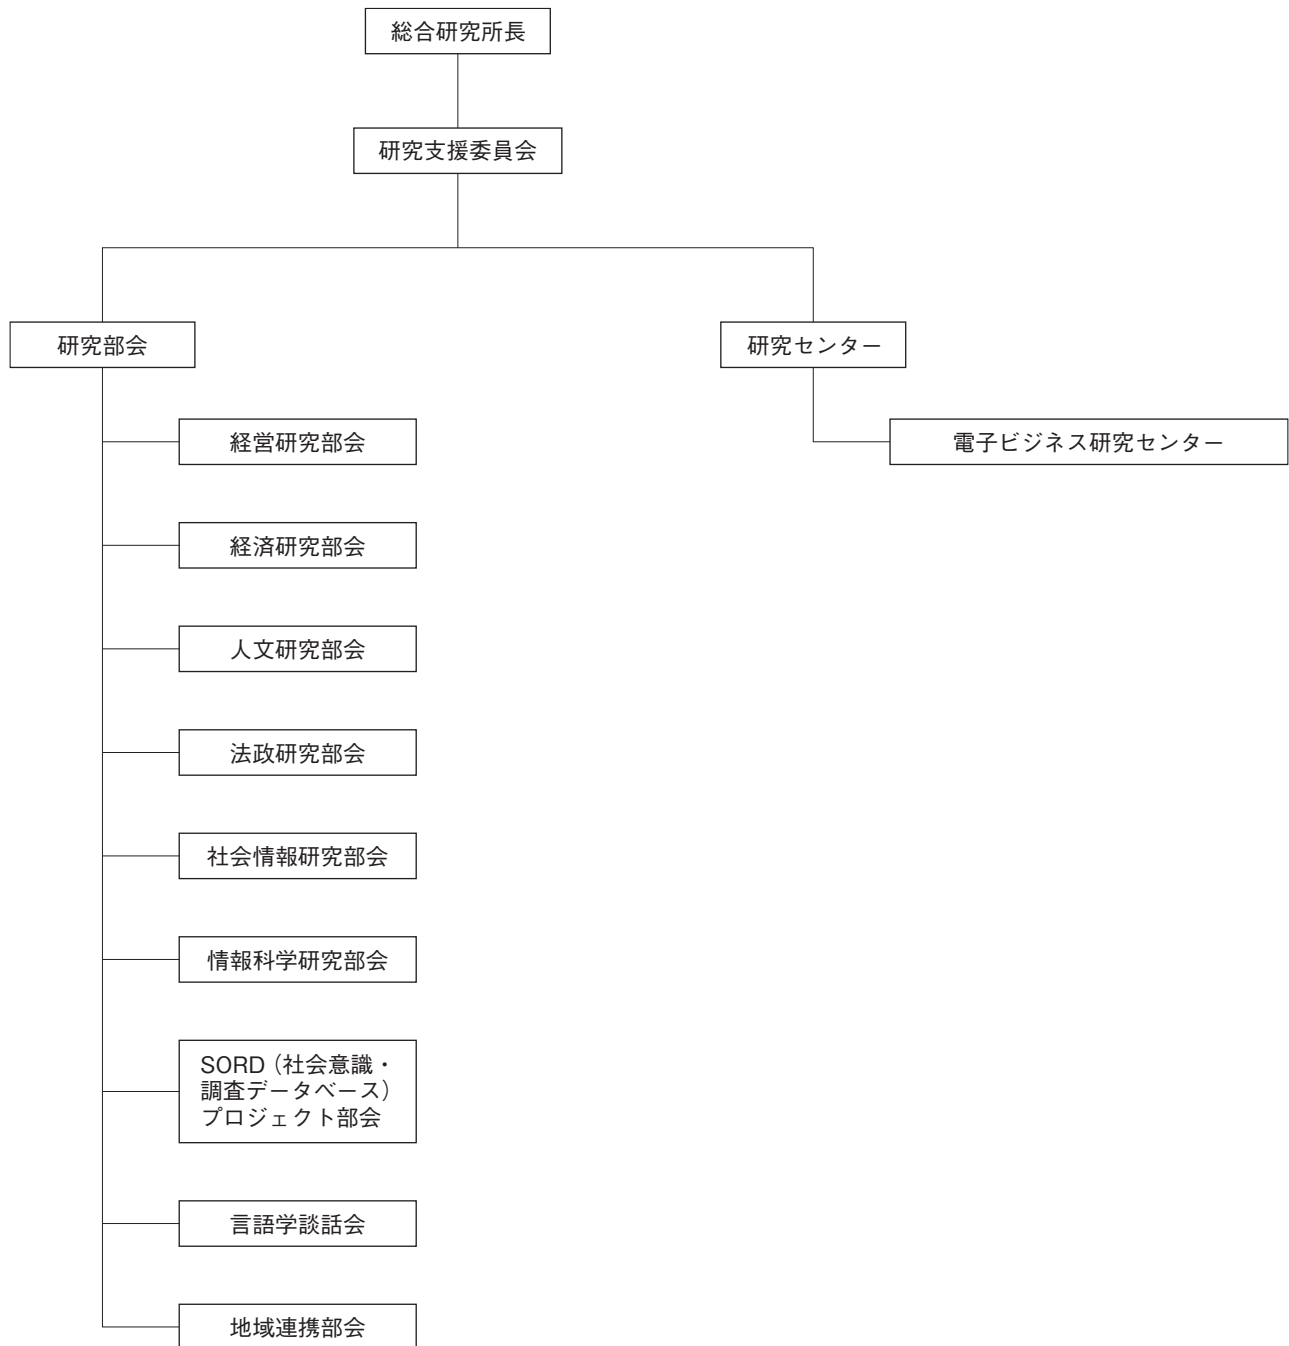 総合研究所長
研究支援委員会
研究部会
研究センター
経営研究部会
電子ビジネス研究センター
経済研究部会
人文研究部会
法政研究部会
社会情報研究部会
情報科学研究部会
SORD（社会意識・
調査データベース）
プロジェクト部会
言語学談話会
地域連携部会